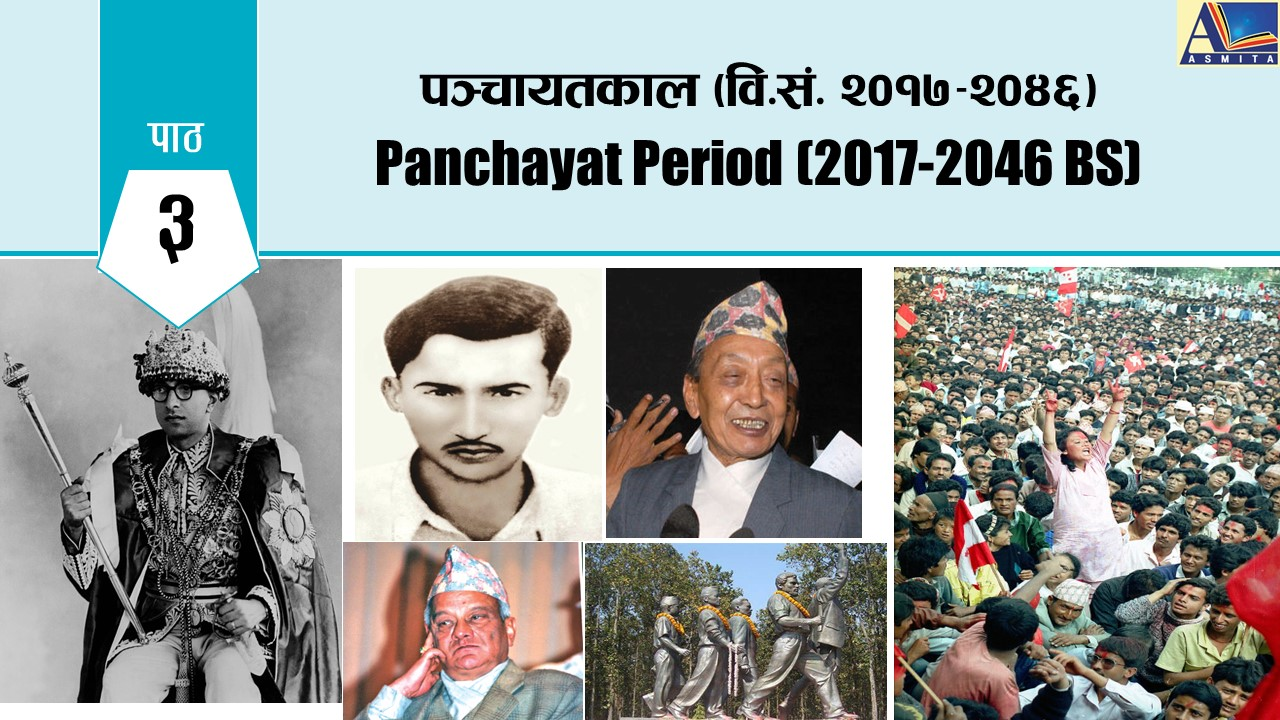 ASMITA
पञ्चायतकाल (वि.सं. २०१७-२०४६)
Panchayat Period (2017-2046 BS)
पाठ
३